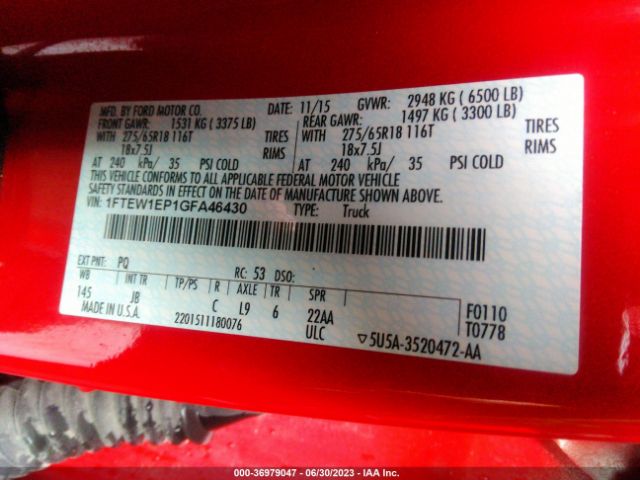 MFD. BY FORD MOTOR CO.
DATE: 11/15 GVWR: 2948 KG ( 6500 LB)
FRONT GAWR: 1531 KG ( 3375 LB) REAR GAWR: 1497 KG ( 3300 LB)
WITH 275/65R18 116T TIRES WITH 275/65R18 116T TIRES
18x7.5J RIMS 18x7.5J RIMS
AT 240 kPa/ 35 PSI COLD AT 240 kPa/ 35 PSI COLD
THIS VEHICLE CONFORMS TO ALL APPLICABLE FEDERAL MOTOR VEHICLE
SAFETY STANDARDS IN EFFECT ON THE DATE OF MANUFACTURE SHOWN ABOVE.
VIN: 1FTEW1EP1GFA46430 TYPE: Truck
EXT PNT: PQ RC: 53 DSO:
WB INT TR TP/PS R AXLE TR SPR
145 JB C L9 6 22AA F0110
MADE IN U.S.A. 2201511180076 ULC T0778
▽5U5A-3520472-AA
000-36979047 - 06/30/2023 - IAA Inc.